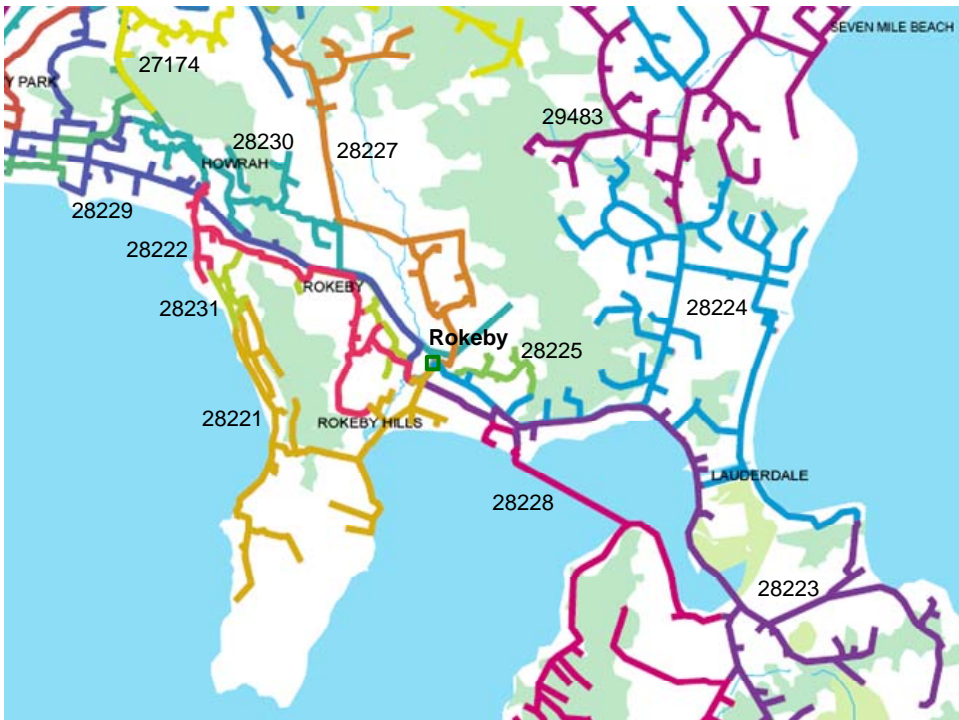 SEVEN MILE BEACH
27174
Y PARK
29483
28230
28227
HOWRAH
28229
28222
ROKEBY
28231
28224
Rokeby
28225
28221
ROKEBY HILLS
LAUDERDALE
28228
28223